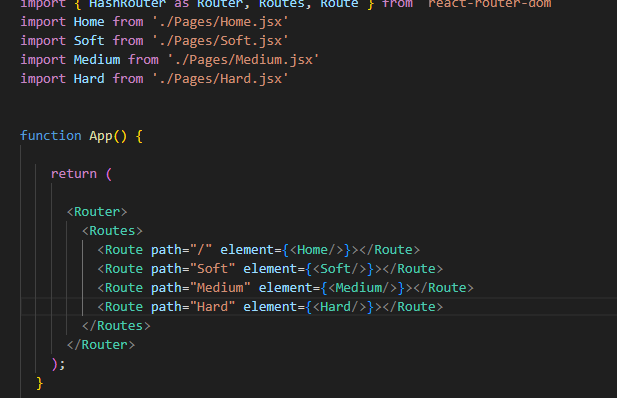 import { HashRouter as Router, Routes, Route } from 'react-router-dom
import Home from './Pages/Home.jsx'
import Soft from './Pages/Soft.jsx'
import Medium from './Pages/Medium.jsx'
import Hard from './Pages/Hard.jsx'
function App() {
return (
<Router>
<Routes>
<Route path="/" element={<Home/>}></Route>
<Route path="Soft" element={<Soft/>}></Route>
<Route path="Medium" element={<Medium/>}></Route>
<Route path="Hard" element={<Hard/>}></Route>
</Routes>
</Router>
);
}